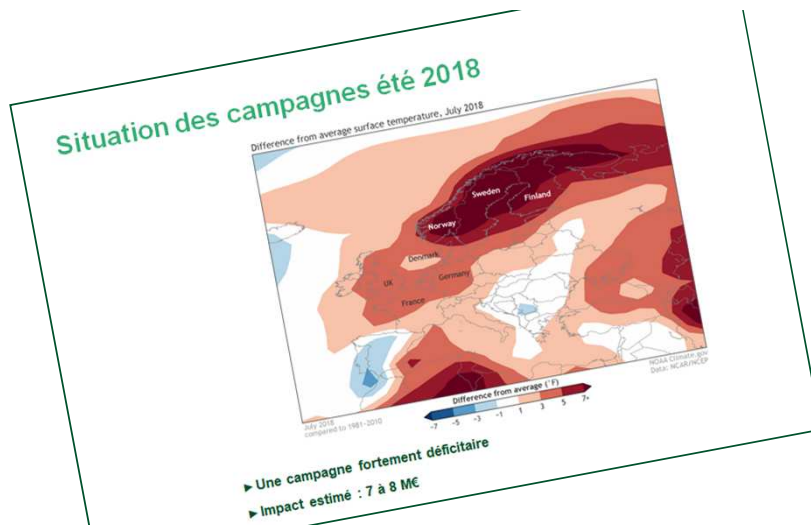 Situation des campagnes été 2018
Difference from average surface temperature, July 2018
Sweden
Finland
Norway
Denmark
UK
Germany
France
NOAA Climate.gov
Data: NCAR/NCEP
Difference from average (°F)
-7 -5 -3 -1 1 3 5 7+
July 2018
compared to 1981-2010
►Une campagne fortement déficitaire
►Impact estimé : 7 à 8 M€